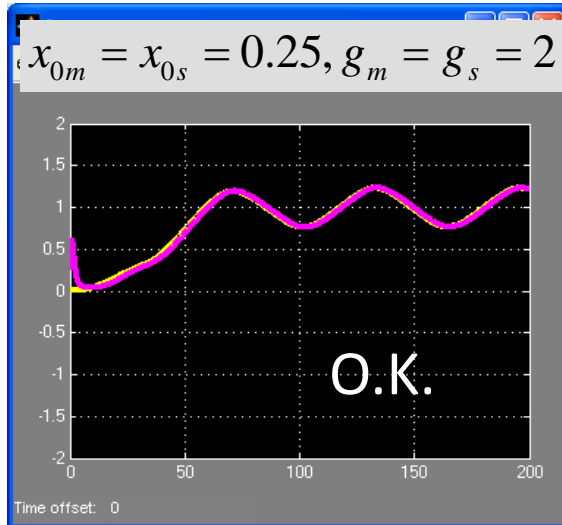 x₀ₘ = x₀ₛ = 0.25, gₘ = gₛ = 2
2
1.5
1
0.5
0
-0.5
-1
O.K.
-1.5
-2
0 50 100 150 200
Time offset: 0